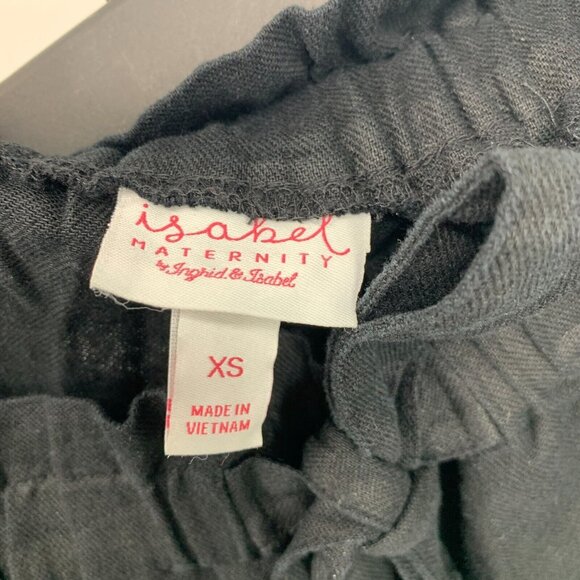 isabel
MATERNITY
by Ingrid & Isabel
XS
MADE IN
VIETNAM